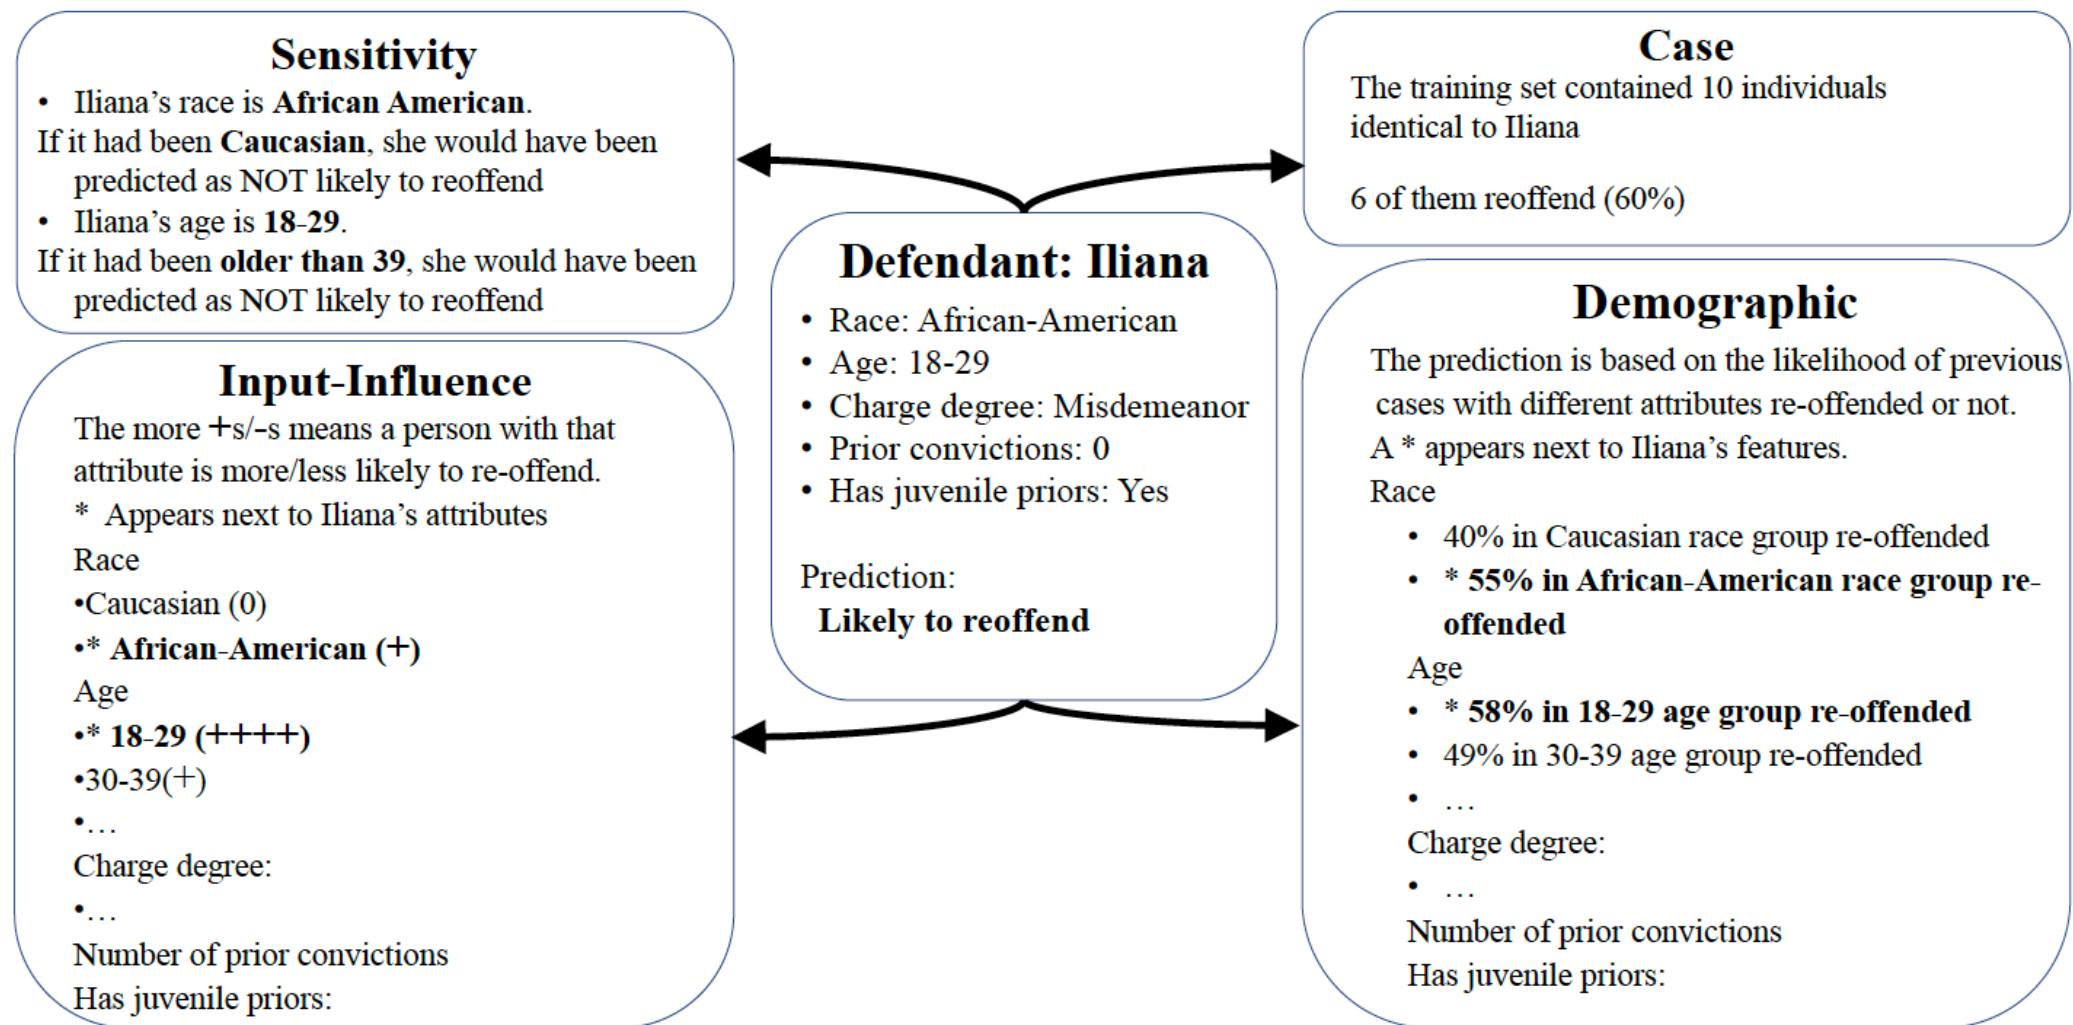 Sensitivity
• Iliana’s race is African American.
If it had been Caucasian, she would have been
predicted as NOT likely to reoffend
• Iliana’s age is 18-29.
If it had been older than 39, she would have been
predicted as NOT likely to reoffend
Case
The training set contained 10 individuals
identical to Iliana
6 of them reoffend (60%)
Defendant: Iliana
• Race: African-American
• Age: 18-29
• Charge degree: Misdemeanor
• Prior convictions: 0
• Has juvenile priors: Yes
Prediction:
Likely to reoffend
Input-Influence
The more +s/-s means a person with that
attribute is more/less likely to re-offend.
* Appears next to Iliana’s attributes
Race
•Caucasian (0)
•* African-American (+)
Age
•* 18-29 (++++)
•30-39(+)
•…
Charge degree:
•…
Number of prior convictions
Has juvenile priors:
Demographic
The prediction is based on the likelihood of previous
cases with different attributes re-offended or not.
A * appears next to Iliana’s features.
Race
• 40% in Caucasian race group re-offended
• * 55% in African-American race group re-
offended
Age
• * 58% in 18-29 age group re-offended
• 49% in 30-39 age group re-offended
• …
Charge degree:
• …
Number of prior convictions
Has juvenile priors: